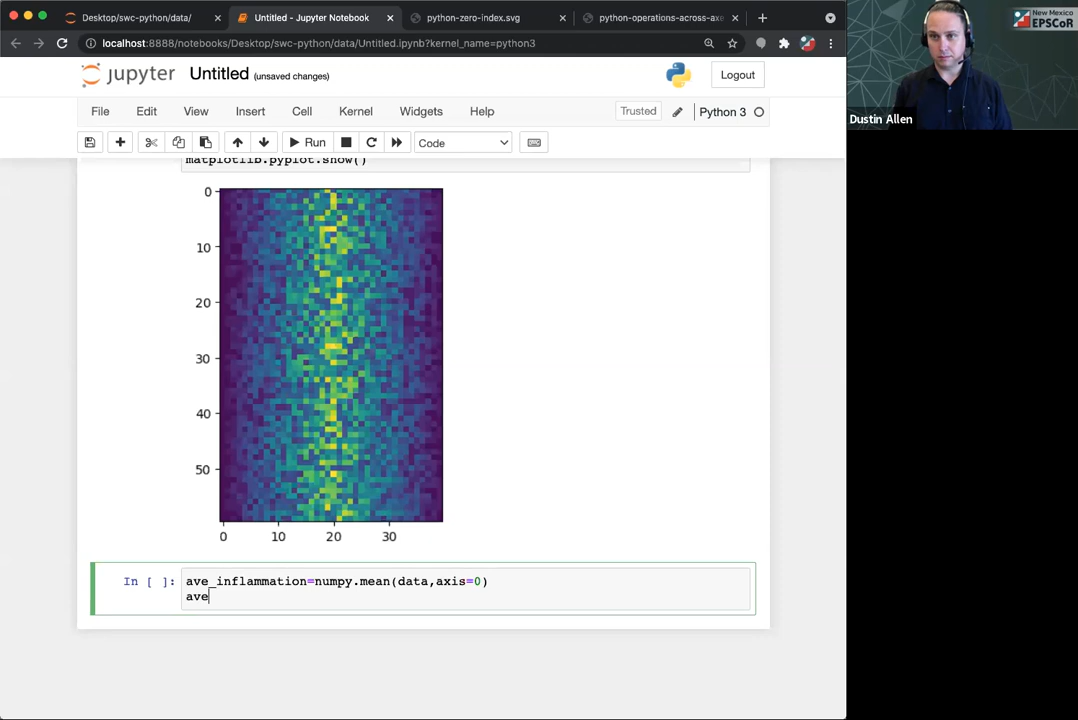 Desktop/swc-python/data/
Untitled - Jupyter Notebook
python-zero-index.svg
python-operations-across-axe
localhost:8888/notebooks/Desktop/swc-python/data/Untitled.ipynb?kernel_name=python3
New Mexico
EPSCoR
Dustin Allen
jupyter Untitled (unsaved changes)
Logout
File Edit View Insert Cell Kernel Widgets Help
Trusted
Python 3
Run
Code
matplotlib.pyplot.show()
0
10
20
30
40
50
0 10 20 30
In [ ]: ave_inflammation=numpy.mean(data,axis=0)
ave